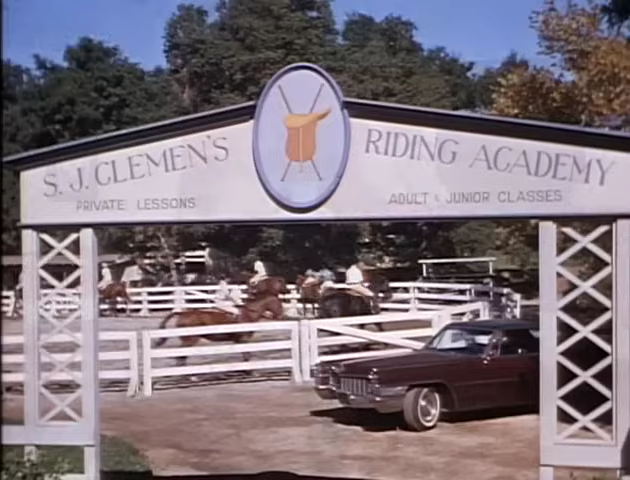 S. J. CLEMEN'S RIDING ACADEMY
PRIVATE LESSONS ADULT & JUNIOR CLASSES